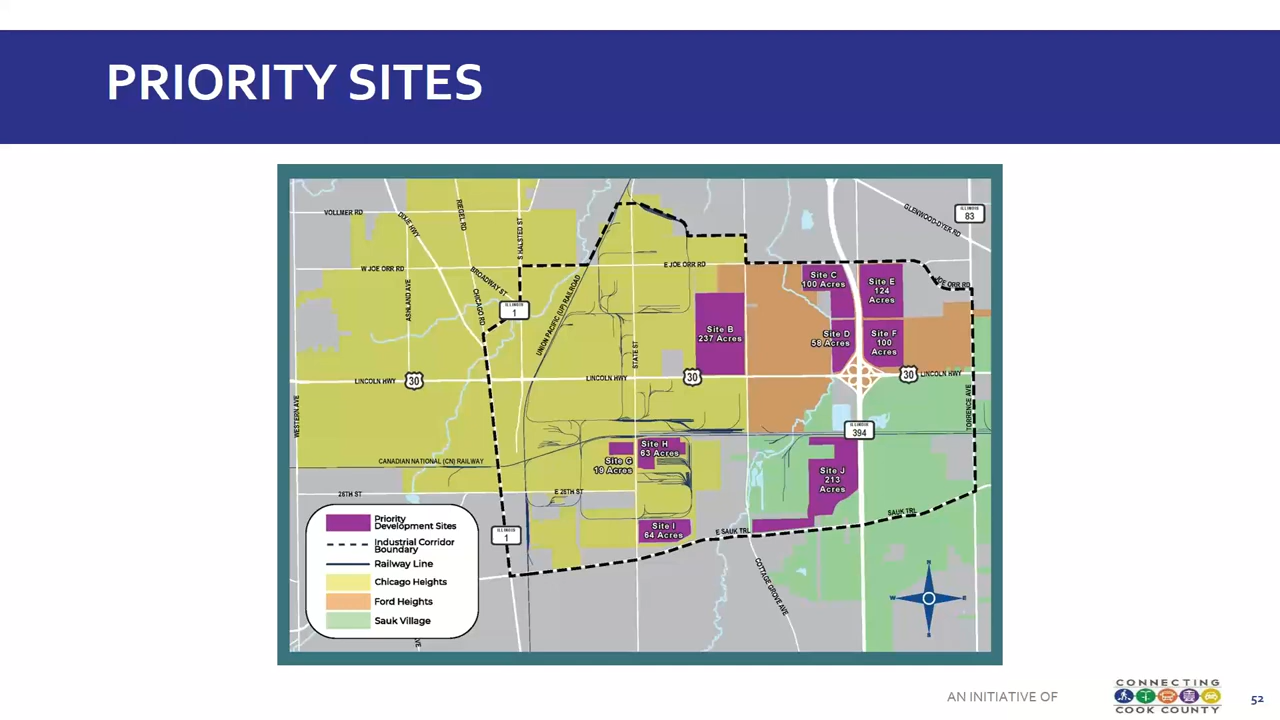 PRIORITY SITES
VOLLMER RD
DIXIE HWY
RIEGEL RD
S HALSTED ST
GLENWOOD-DYER RD
ILLINOIS
83
W JOE ORR RD
E JOE ORR RD
JOE ORR RD
BROADWAY ST
ASHLAND AVE
CHICAGO RD
ILLINOIS
1
UNION PACIFIC (UP) RAILROAD
STATE ST
Site B
237 Acres
Site C
100 Acres
Site E
124
Acres
Site D
58 Acres
Site F
100
Acres
LINCOLN HWY
30
LINCOLN HWY
30
30
LINCOLN HWY
WESTERN AVE
TORRENCE AVE
ILLINOIS
394
CANADIAN NATIONAL (CN) RAILWAY
Site H
63 Acres
Site G
19 Acres
Site J
213
Acres
26TH ST
E 25TH ST
Site I
64 Acres
E SAUK TRL
SAUK TRL
COTTAGE GROVE AVE
ILLINOIS
1
Priority
Development Sites
Industrial Corridor
Boundary
Railway Line
Chicago Heights
Ford Heights
Sauk Village
N
W
E
S
AN INITIATIVE OF
CONNECTING
COOK COUNTY
52